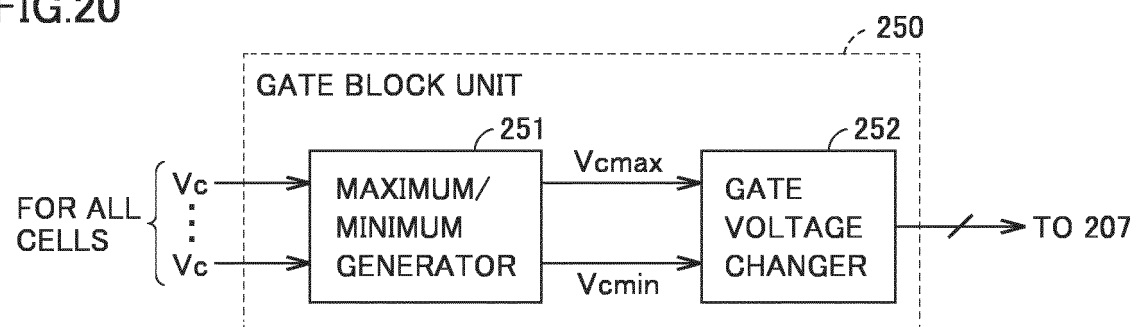 FIG.20
250
GATE BLOCK UNIT
251
252
FOR ALL
CELLS
Vc
Vc
MAXIMUM/
MINIMUM
GENERATOR
Vcmax
Vcmin
GATE
VOLTAGE
CHANGER
TO 207